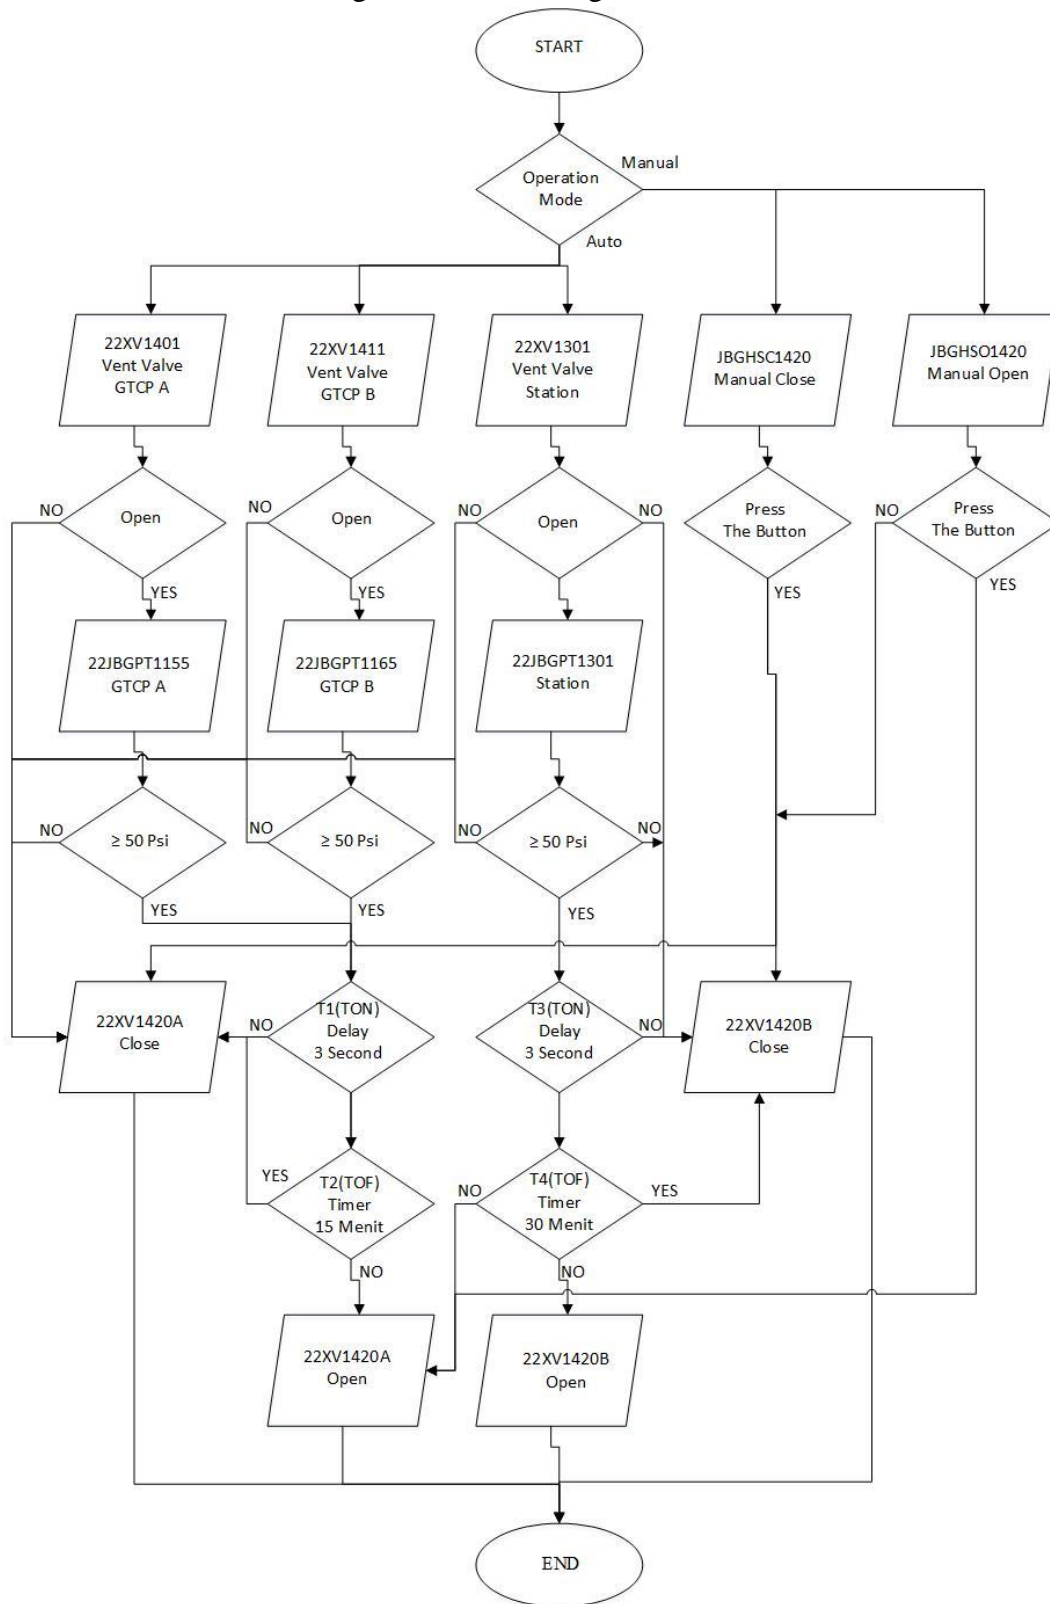 START
Operation
Mode
Manual
Auto
22XV1401
Vent Valve
GTCP A
22XV1411
Vent Valve
GTCP B
22XV1301
Vent Valve
Station
JBGHSC1420
Manual Close
JBGHSO1420
Manual Open
NO
Open
YES
NO
Open
YES
NO
Open
NO
Press
The Button
YES
NO
Press
The Button
YES
22JBGPT1155
GTCP A
22JBGPT1165
GTCP B
22JBGPT1301
Station
NO
≥ 50 Psi
YES
NO
≥ 50 Psi
YES
NO
≥ 50 Psi
NO
YES
22XV1420A
Close
NO
T1(TON)
Delay
3 Second
T3(TON)
Delay
3 Second
NO
22XV1420B
Close
YES
T2(TOF)
Timer
15 Menit
NO
NO
T4(TOF)
Timer
30 Menit
YES
NO
22XV1420A
Open
22XV1420B
Open
END